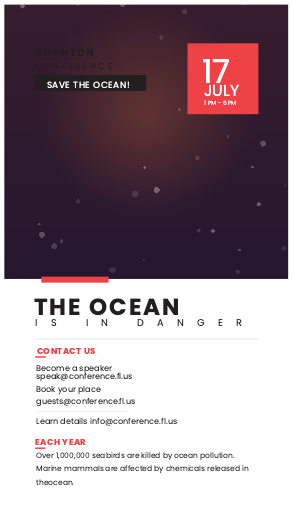 BOYNTON
CONFERENCE
SAVE THE OCEAN!
17
JULY
1 PM - 6 PM
THE OCEAN
IS IN DANGER
CONTACT US
Become a speaker
speak@conference.fl.us
Book your place
guests@conference.fl.us
Learn details info@conference.fl.us
EACH YEAR
Over 1,000,000 seabirds are killed by ocean pollution.
Marine mammals are affected by chemicals released in
theocean.